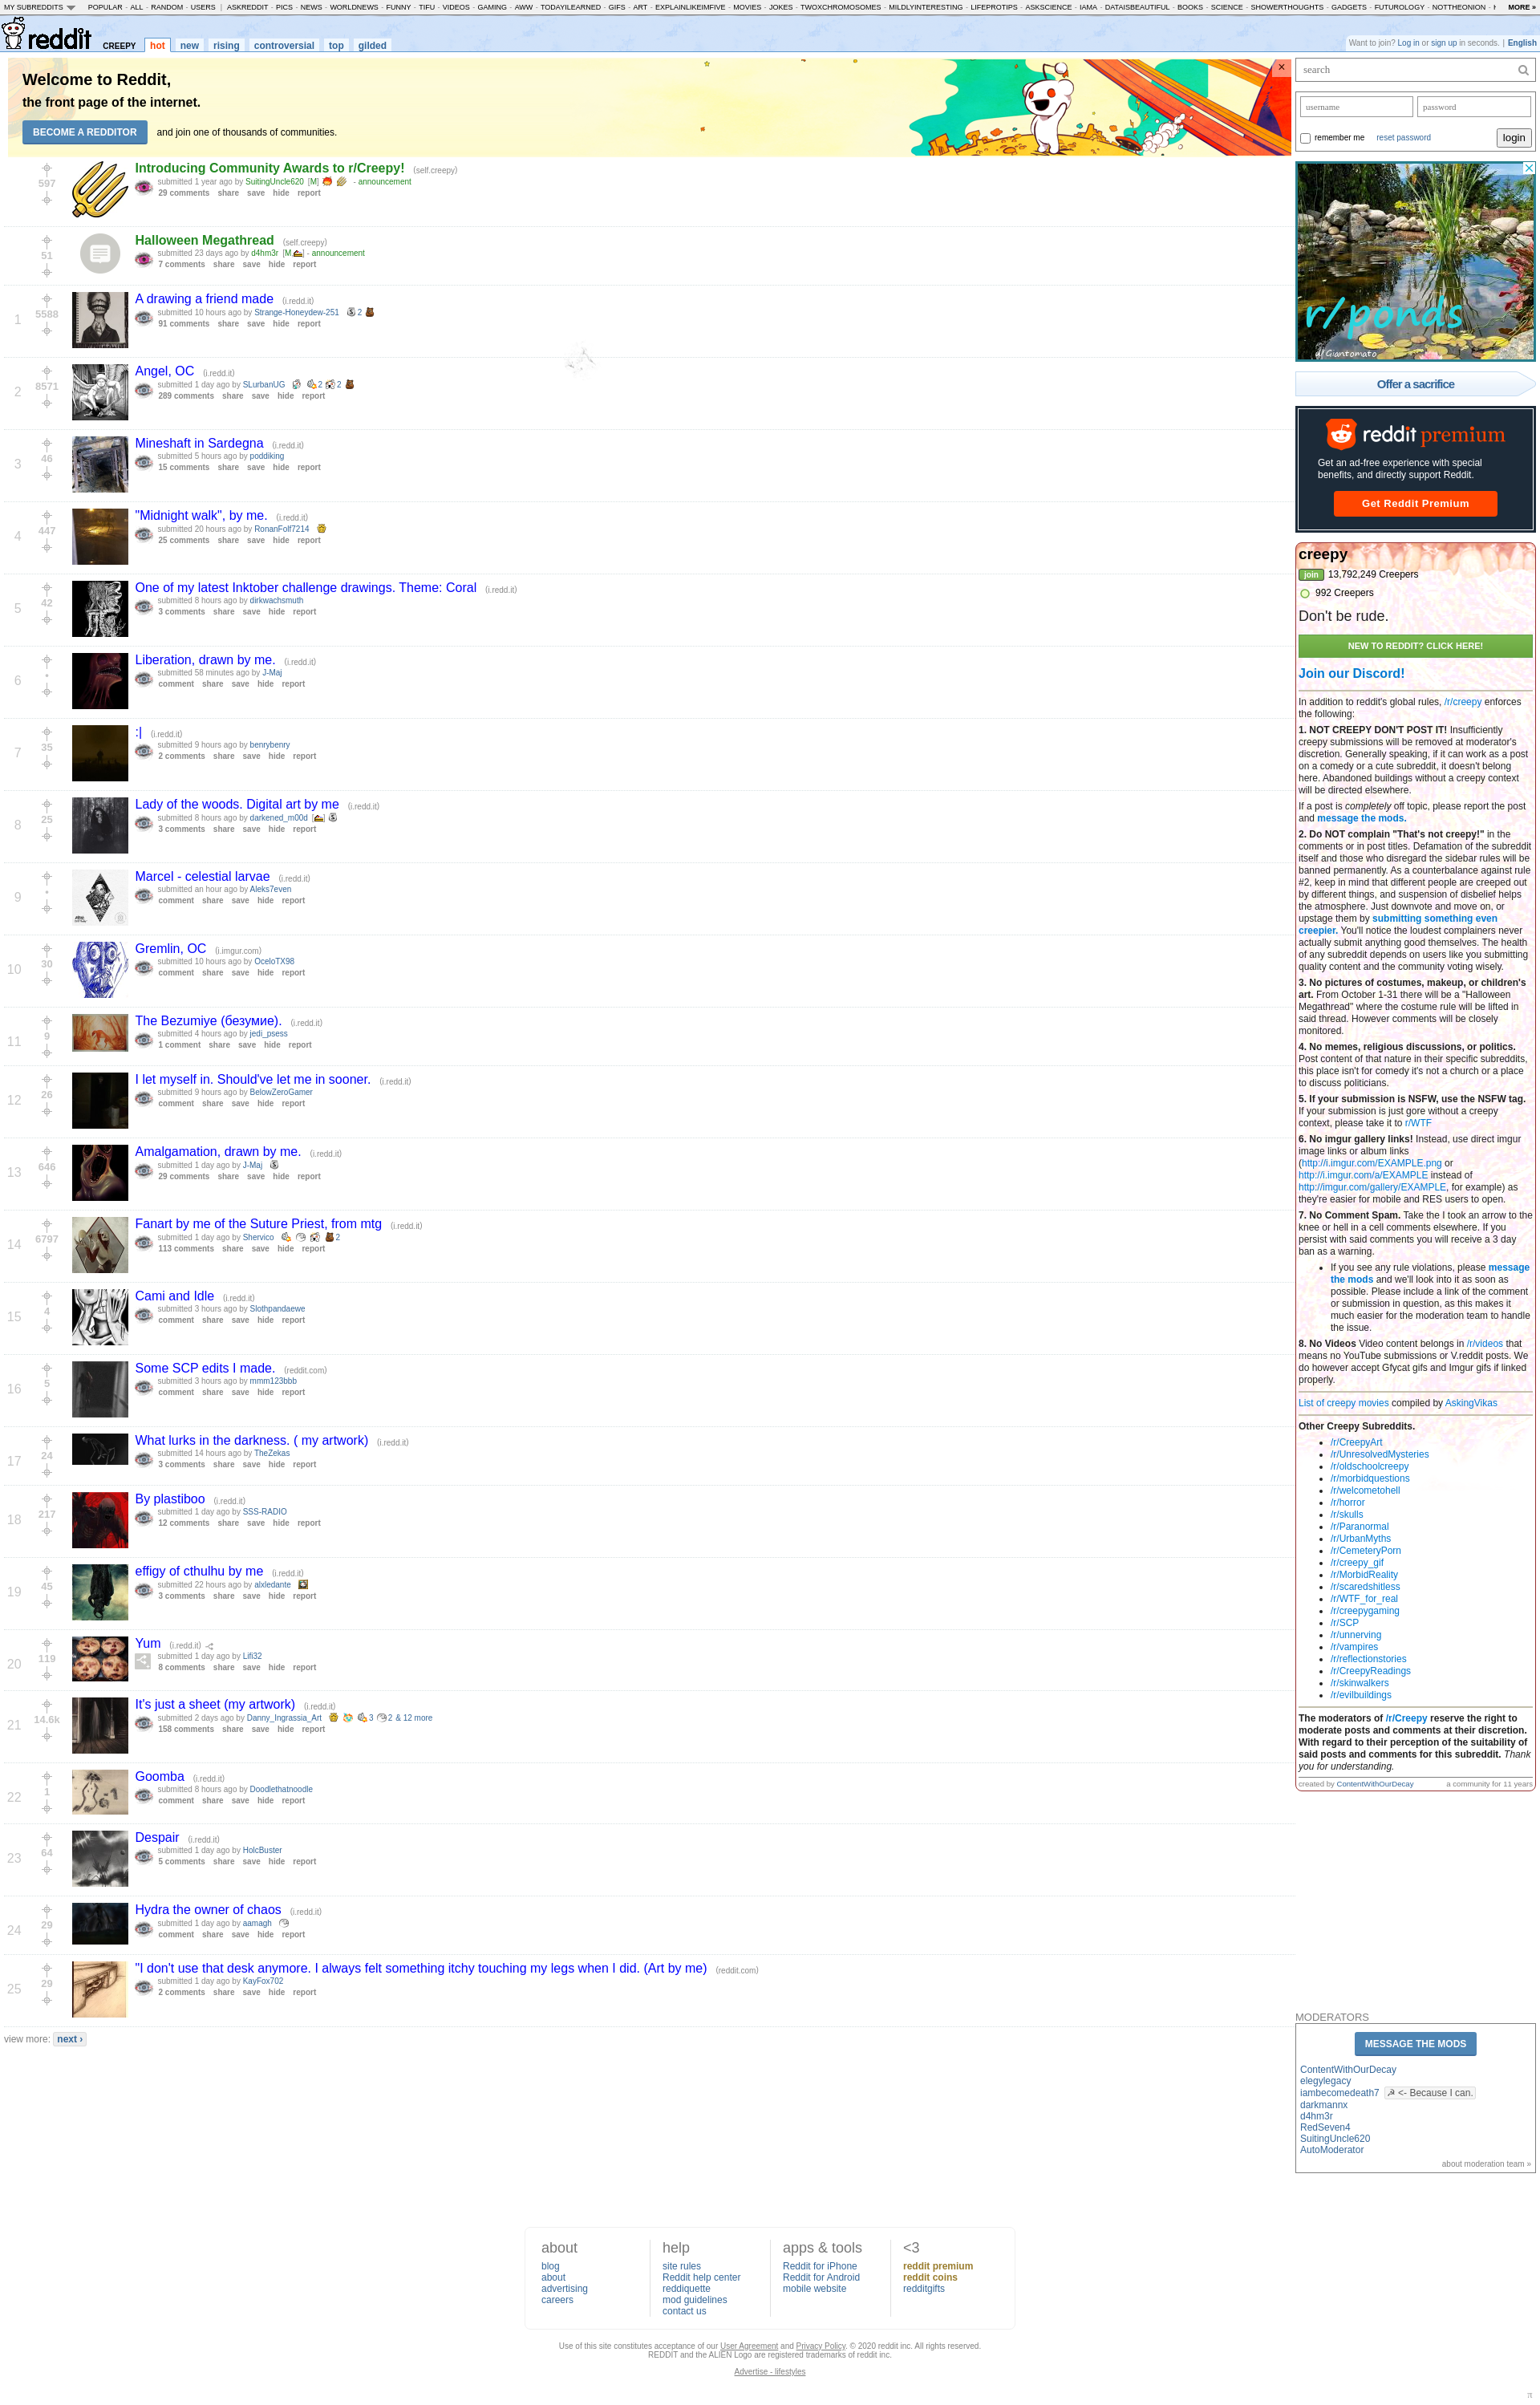 MY SUBREDDITS POPULAR - ALL - RANDOM - USERS | ASKREDDIT - PICS - NEWS - WORLDNEWS - FUNNY - TIFU - VIDEOS - GAMING - AWW - TODAYILEARNED - GIFS - ART - EXPLAINLIKEIMFIVE - MOVIES - JOKES - TWOXCHROMOSOMES - MILDLYINTERESTING - LIFEPROTIPS - ASKSCIENCE - IAMA - DATAISBEAUTIFUL - BOOKS - SCIENCE - SHOWERTHOUGHTS - GADGETS - FUTUROLOGY - NOTTHEONION - MORE »
reddit CREEPY hot new rising controversial top gilded
Want to join? Log in or sign up in seconds. | English
Welcome to Reddit,
the front page of the internet.
BECOME A REDDITOR and join one of thousands of communities.
×
597
Introducing Community Awards to r/Creepy! (self.creepy)
submitted 1 year ago by SuitingUncle620 [M] - announcement
29 comments share save hide report
51
Halloween Megathread (self.creepy)
submitted 23 days ago by d4hm3r [M, ] - announcement
7 comments share save hide report
1 5588
A drawing a friend made (i.redd.it)
submitted 10 hours ago by Strange-Honeydew-251 2
91 comments share save hide report
2 8571
Angel, OC (i.redd.it)
submitted 1 day ago by SLurbanUG 2 2
289 comments share save hide report
3 46
Mineshaft in Sardegna (i.redd.it)
submitted 5 hours ago by poddiking
15 comments share save hide report
4 447
"Midnight walk", by me. (i.redd.it)
submitted 20 hours ago by RonanFolf7214
25 comments share save hide report
5 42
One of my latest Inktober challenge drawings. Theme: Coral (i.redd.it)
submitted 8 hours ago by dirkwachsmuth
3 comments share save hide report
6 •
Liberation, drawn by me. (i.redd.it)
submitted 58 minutes ago by J-Maj
comment share save hide report
7 35
:| (i.redd.it)
submitted 9 hours ago by benrybenry
2 comments share save hide report
8 25
Lady of the woods. Digital art by me (i.redd.it)
submitted 8 hours ago by darkened_m00d [ ]
3 comments share save hide report
9 •
Marcel - celestial larvae (i.redd.it)
submitted an hour ago by Aleks7even
comment share save hide report
10 30
Gremlin, OC (i.imgur.com)
submitted 10 hours ago by OceloTX98
comment share save hide report
11 9
The Bezumiye (безумие). (i.redd.it)
submitted 4 hours ago by jedi_psess
1 comment share save hide report
12 26
I let myself in. Should've let me in sooner. (i.redd.it)
submitted 9 hours ago by BelowZeroGamer
comment share save hide report
13 646
Amalgamation, drawn by me. (i.redd.it)
submitted 1 day ago by J-Maj
29 comments share save hide report
14 6797
Fanart by me of the Suture Priest, from mtg (i.redd.it)
submitted 1 day ago by Shervico 2
113 comments share save hide report
15 4
Cami and Idle (i.redd.it)
submitted 3 hours ago by Slothpandaewe
comment share save hide report
16 5
Some SCP edits I made. (reddit.com)
submitted 3 hours ago by mmm123bbb
comment share save hide report
17 24
What lurks in the darkness. ( my artwork) (i.redd.it)
submitted 14 hours ago by TheZekas
3 comments share save hide report
18 217
By plastiboo (i.redd.it)
submitted 1 day ago by SSS-RADIO
12 comments share save hide report
19 45
effigy of cthulhu by me (i.redd.it)
submitted 22 hours ago by alxledante
3 comments share save hide report
20 119
Yum (i.redd.it)
submitted 1 day ago by Lifi32
8 comments share save hide report
21 14.6k
It's just a sheet (my artwork) (i.redd.it)
submitted 2 days ago by Danny_Ingrassia_Art 3 2 & 12 more
158 comments share save hide report
22 1
Goomba (i.redd.it)
submitted 8 hours ago by Doodlethatnoodle
comment share save hide report
23 64
Despair (i.redd.it)
submitted 1 day ago by HolcBuster
5 comments share save hide report
24 29
Hydra the owner of chaos (i.redd.it)
submitted 1 day ago by aamagh
comment share save hide report
25 29
"I don't use that desk anymore. I always felt something itchy touching my legs when I did. (Art by me) (reddit.com)
submitted 1 day ago by KayFox702
2 comments share save hide report
view more: next ›
search
username password
remember me reset password login
r/ponds
u/Giantomato
Offer a sacrifice
reddit premium
Get an ad-free experience with special
benefits, and directly support Reddit.
Get Reddit Premium
creepy
join 13,792,249 Creepers
992 Creepers
Don't be rude.
NEW TO REDDIT? CLICK HERE!
Join our Discord!
In addition to reddit's global rules, /r/creepy enforces
the following:
1. NOT CREEPY DON'T POST IT! Insufficiently
creepy submissions will be removed at moderator's
discretion. Generally speaking, if it can work as a post
on a comedy or a cute subreddit, it doesn't belong
here. Abandoned buildings without a creepy context
will be directed elsewhere.
If a post is completely off topic, please report the post
and message the mods.
2. Do NOT complain "That's not creepy!" in the
comments or in post titles. Defamation of the subreddit
itself and those who disregard the sidebar rules will be
banned permanently. As a counterbalance against rule
#2, keep in mind that different people are creeped out
by different things, and suspension of disbelief helps
the atmosphere. Just downvote and move on, or
upstage them by submitting something even
creepier. You'll notice the loudest complainers never
actually submit anything good themselves. The health
of any subreddit depends on users like you submitting
quality content and the community voting wisely.
3. No pictures of costumes, makeup, or children's
art. From October 1-31 there will be a "Halloween
Megathread" where the costume rule will be lifted in
said thread. However comments will be closely
monitored.
4. No memes, religious discussions, or politics.
Post content of that nature in their specific subreddits,
this place isn't for comedy it's not a church or a place
to discuss politicians.
5. If your submission is NSFW, use the NSFW tag.
If your submission is just gore without a creepy
context, please take it to r/WTF
6. No imgur gallery links! Instead, use direct imgur
image links or album links
(http://i.imgur.com/EXAMPLE.png or
http://i.imgur.com/a/EXAMPLE instead of
http://imgur.com/gallery/EXAMPLE, for example) as
they're easier for mobile and RES users to open.
7. No Comment Spam. Take the I took an arrow to the
knee or hell in a cell comments elsewhere. If you
persist with said comments you will receive a 3 day
ban as a warning.
• If you see any rule violations, please message
the mods and we'll look into it as soon as
possible. Please include a link of the comment
or submission in question, as this makes it
much easier for the moderation team to handle
the issue.
8. No Videos Video content belongs in /r/videos that
means no YouTube submissions or V.reddit posts. We
do however accept Gfycat gifs and Imgur gifs if linked
properly.
List of creepy movies compiled by AskingVikas
Other Creepy Subreddits.
• /r/CreepyArt
• /r/UnresolvedMysteries
• /r/oldschoolcreepy
• /r/morbidquestions
• /r/welcometohell
• /r/horror
• /r/skulls
• /r/Paranormal
• /r/UrbanMyths
• /r/CemeteryPorn
• /r/creepy_gif
• /r/MorbidReality
• /r/scaredshitless
• /r/WTF_for_real
• /r/creepygaming
• /r/SCP
• /r/unnerving
• /r/vampires
• /r/reflectionstories
• /r/CreepyReadings
• /r/skinwalkers
• /r/evilbuildings
The moderators of /r/Creepy reserve the right to
moderate posts and comments at their discretion.
With regard to their perception of the suitability of
said posts and comments for this subreddit. Thank
you for understanding.
created by ContentWithOurDecay a community for 11 years
MODERATORS
MESSAGE THE MODS
ContentWithOurDecay
elegylegacy
iambecomedeath7 ☭ <- Because I can.
darkmannx
d4hm3r
RedSeven4
SuitingUncle620
AutoModerator
about moderation team »
about
blog
about
advertising
careers
help
site rules
Reddit help center
reddiquette
mod guidelines
contact us
apps & tools
Reddit for iPhone
Reddit for Android
mobile website
<3
reddit premium
reddit coins
redditgifts
Use of this site constitutes acceptance of our User Agreement and Privacy Policy. © 2020 reddit inc. All rights reserved.
REDDIT and the ALIEN Logo are registered trademarks of reddit inc.
Advertise - lifestyles
π